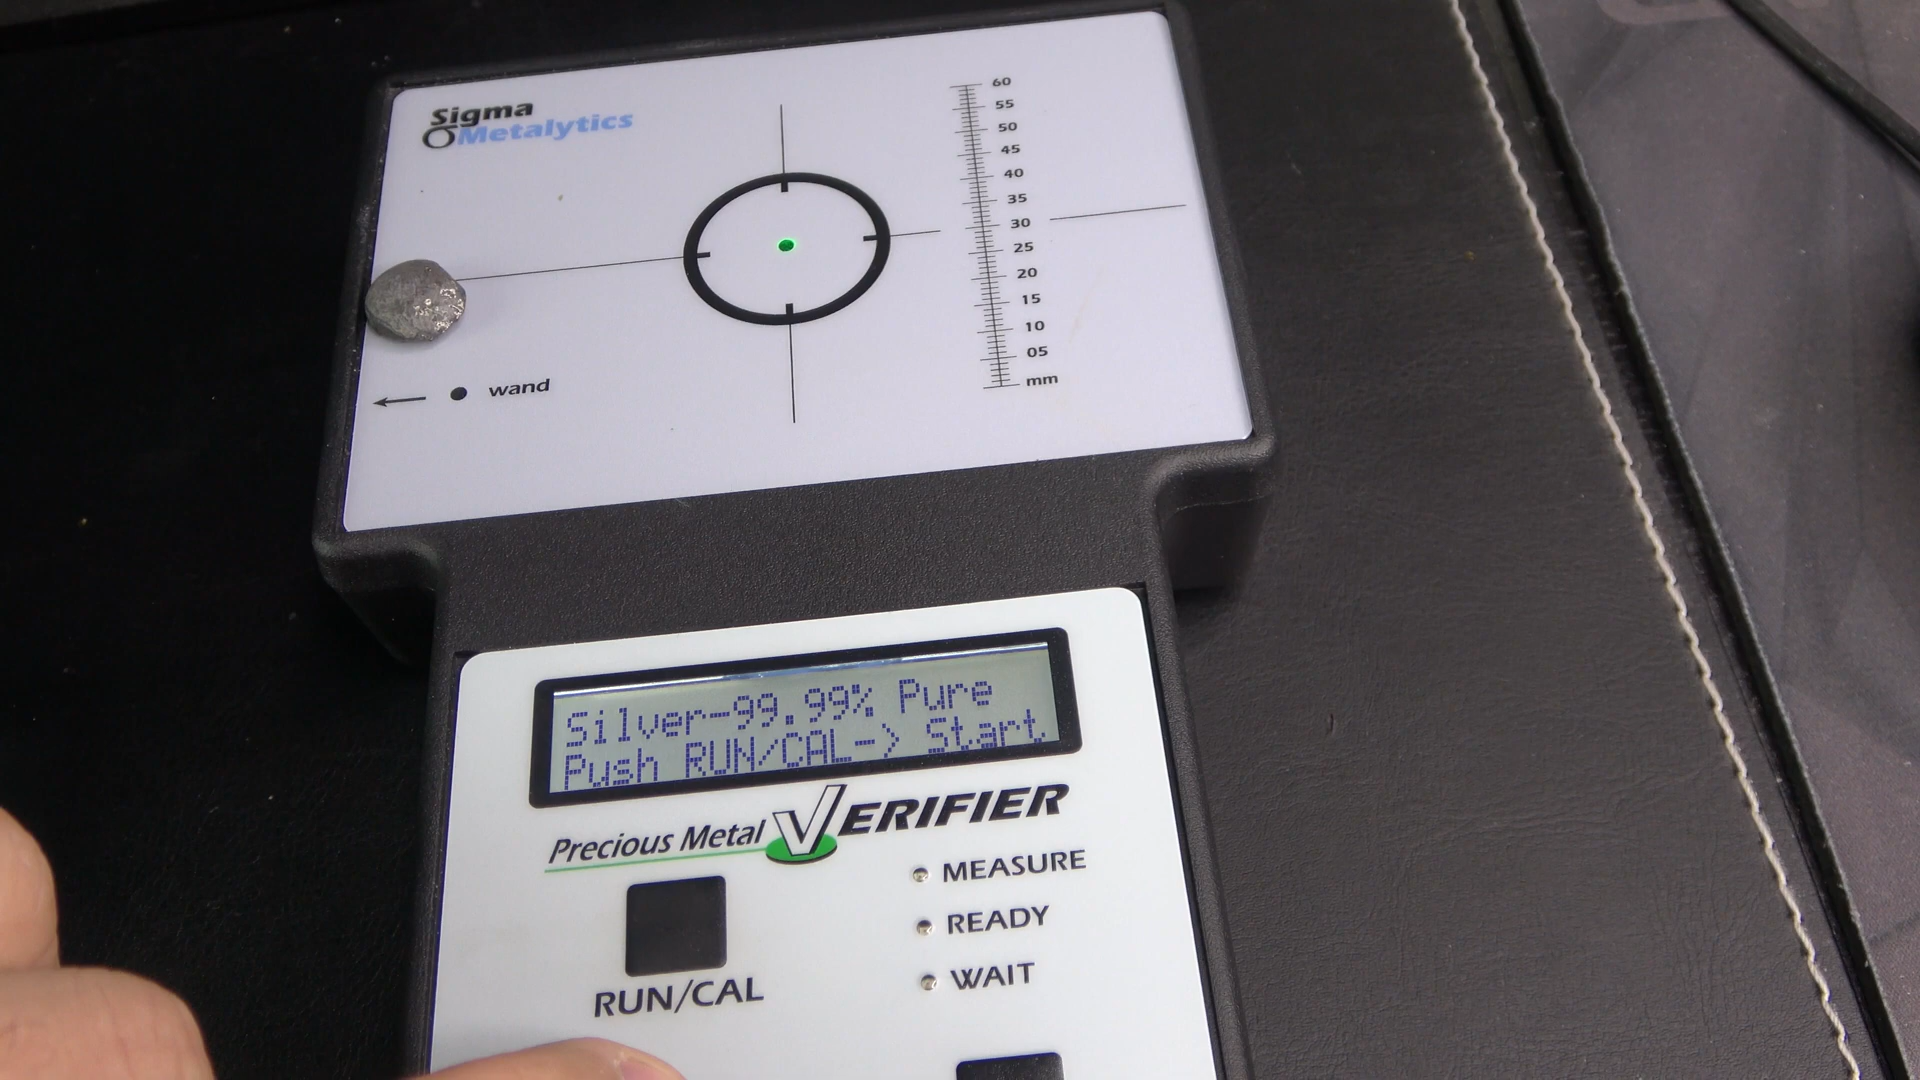 Sigma
Metalytics
60
55
50
45
40
35
30
25
20
15
10
05
mm
wand
Silver-99.99% Pure
Push RUN/CAL-> Start
Precious Metal VERIFIER
MEASURE
READY
WAIT
RUN/CAL